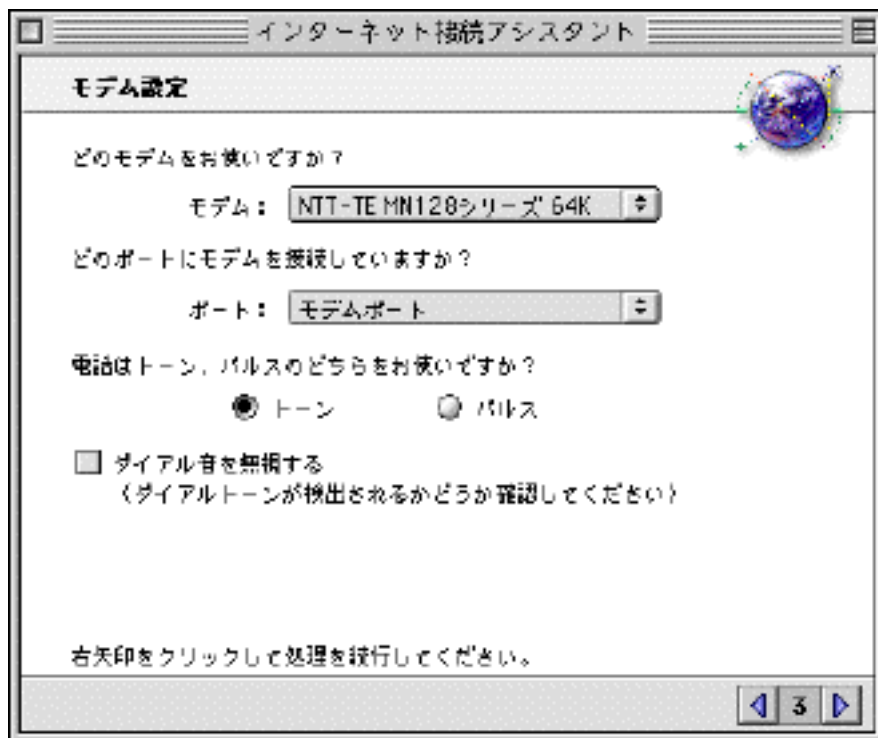 インターネット接続アシスタント
モデム設定
どのモデムをお使いですか？
モデム： NTT-TE MN128シリーズ 64K
どのポートにモデムを接続していますか？
ポート： モデムポート
電話はトーン、パルスのどちらをお使いですか？
トーン パルス
ダイアル音を無視する
（ダイアルトーンが検出されるかどうか確認してください）
右矢印をクリックして処理を続行してください。
3